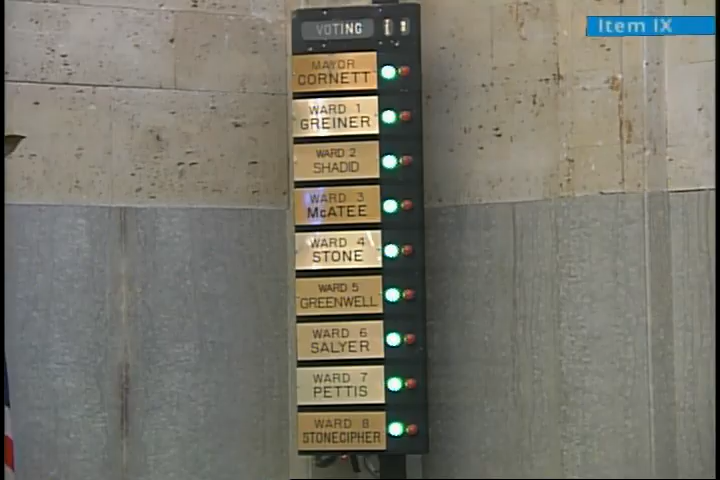 Item IX
VOTING
MAYOR
CORNETT
WARD 1
GREINER
WARD 2
SHADID
WARD 3
McATEE
WARD 4
STONE
WARD 5
GREENWELL
WARD 6
SALYER
WARD 7
PETTIS
WARD 8
STONECIPHER